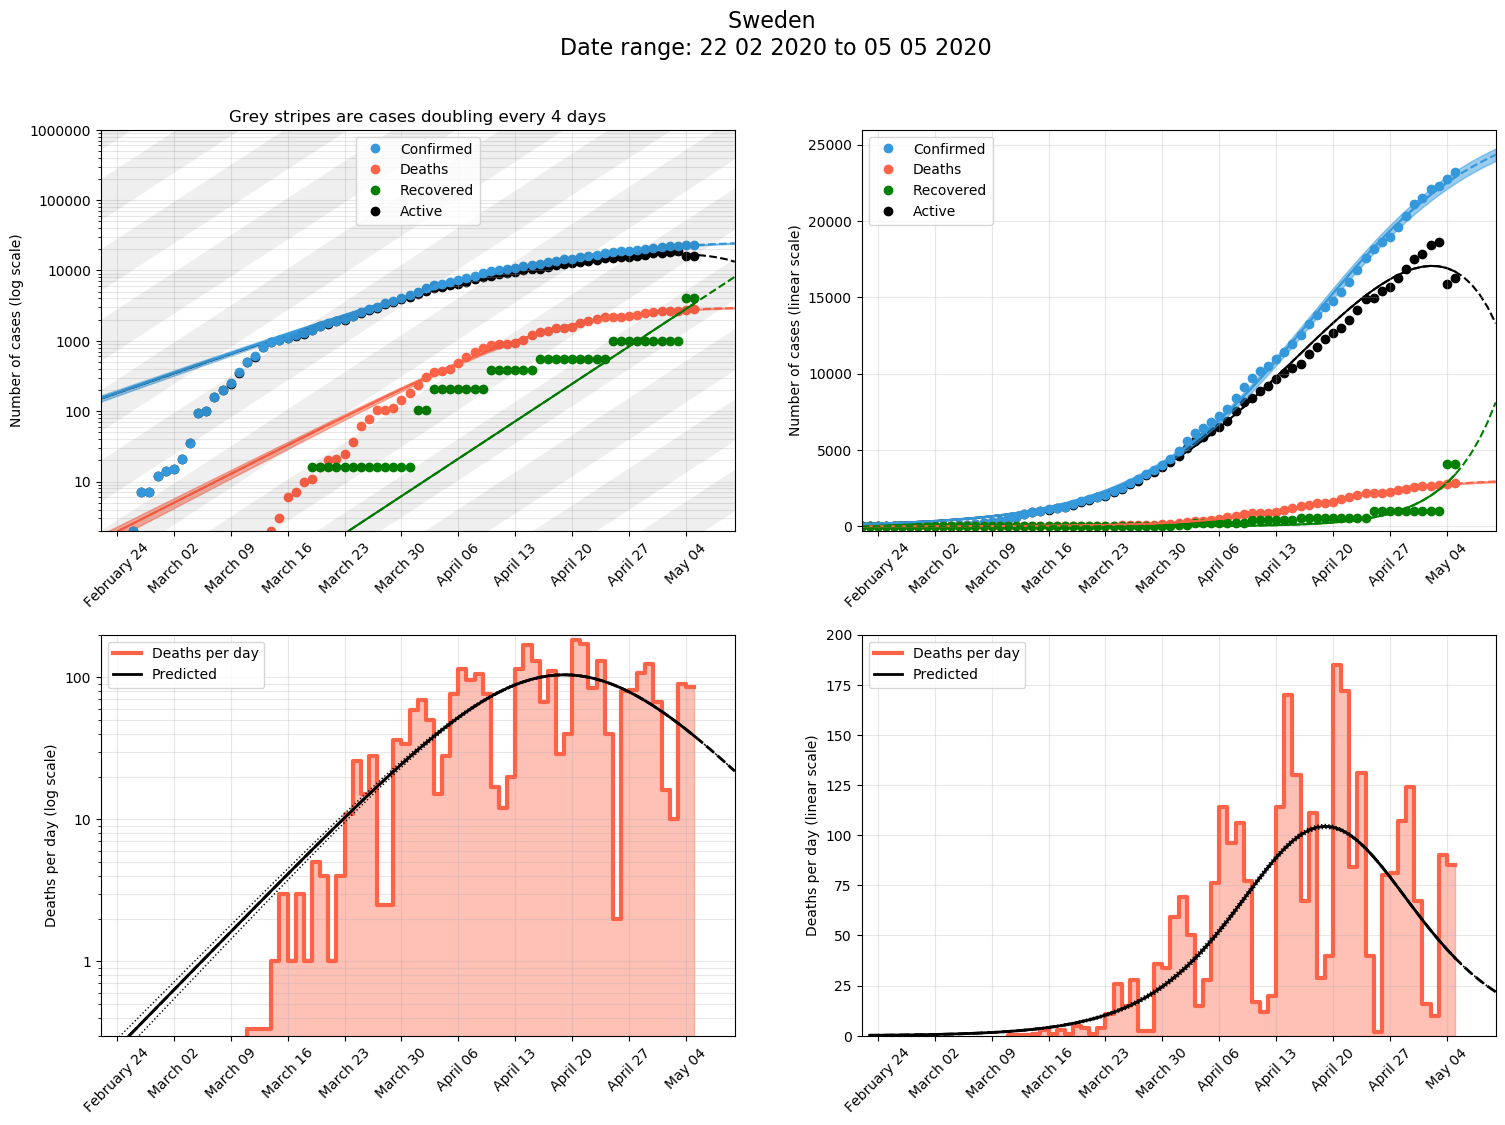 Sweden
Date range: 22 02 2020 to 05 05 2020
Grey stripes are cases doubling every 4 days
Number of cases (log scale)
1000000
100000
10000
1000
100
10
Confirmed
Deaths
Recovered
Active
February 24
March 02
March 09
March 16
March 23
March 30
April 06
April 13
April 20
April 27
May 04
Number of cases (linear scale)
25000
20000
15000
10000
5000
0
Confirmed
Deaths
Recovered
Active
February 24
March 02
March 09
March 16
March 23
March 30
April 06
April 13
April 20
April 27
May 04
Deaths per day (log scale)
100
10
1
Deaths per day
Predicted
February 24
March 02
March 09
March 16
March 23
March 30
April 06
April 13
April 20
April 27
May 04
Deaths per day (linear scale)
200
175
150
125
100
75
50
25
0
Deaths per day
Predicted
February 24
March 02
March 09
March 16
March 23
March 30
April 06
April 13
April 20
April 27
May 04